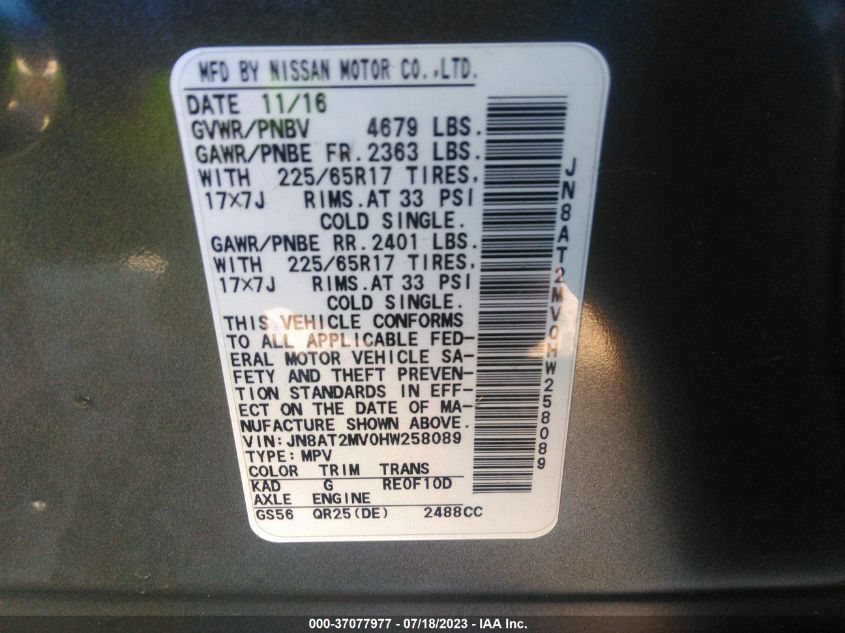 MFD BY NISSAN MOTOR CO.,LTD.
DATE 11/16
GVWR/PNBV 4679 LBS.
GAWR/PNBE FR.2363 LBS.
WITH 225/65R17 TIRES,
17×7J RIMS.AT 33 PSI
COLD SINGLE.
GAWR/PNBE RR.2401 LBS.
WITH 225/65R17 TIRES,
17×7J RIMS.AT 33 PSI
COLD SINGLE.
THIS VEHICLE CONFORMS
TO ALL APPLICABLE FED-
ERAL MOTOR VEHICLE SA-
FETY AND THEFT PREVEN-
TION STANDARDS IN EFF-
ECT ON THE DATE OF MA-
NUFACTURE SHOWN ABOVE.
VIN:JN8AT2MV0HW258089
TYPE:MPV
COLOR TRIM TRANS
KAD G RE0F10D
AXLE ENGINE
GS56 QR25(DE) 2488CC
JN8AT2MV0HW258089
000-37077977 - 07/18/2023 - IAA Inc.